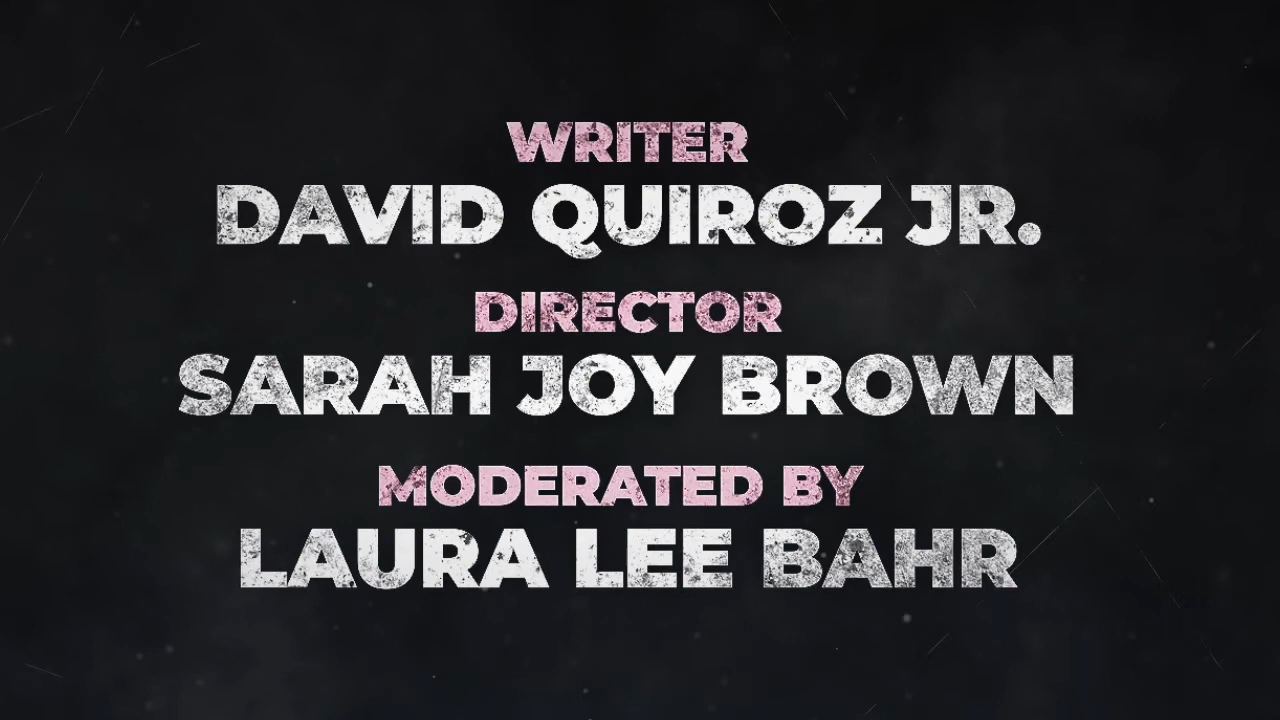 WRITER
DAVID QUIROZ JR.
DIRECTOR
SARAH JOY BROWN
MODERATED BY
LAURA LEE BAHR